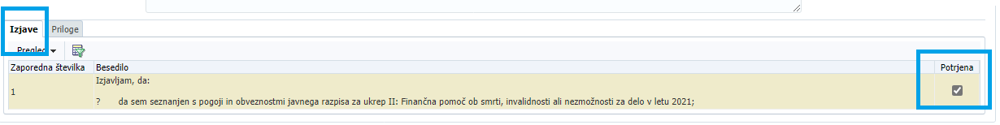 Izjave Priloge
Pregled
Zaporedna številka Besedilo Potrjena
Izjavljam, da:
1
? da sem seznanjen s pogoji in obveznostmi javnega razpisa za ukrep II: Finančna pomoč ob smrti, invalidnosti ali nezmožnosti za delo v letu 2021;